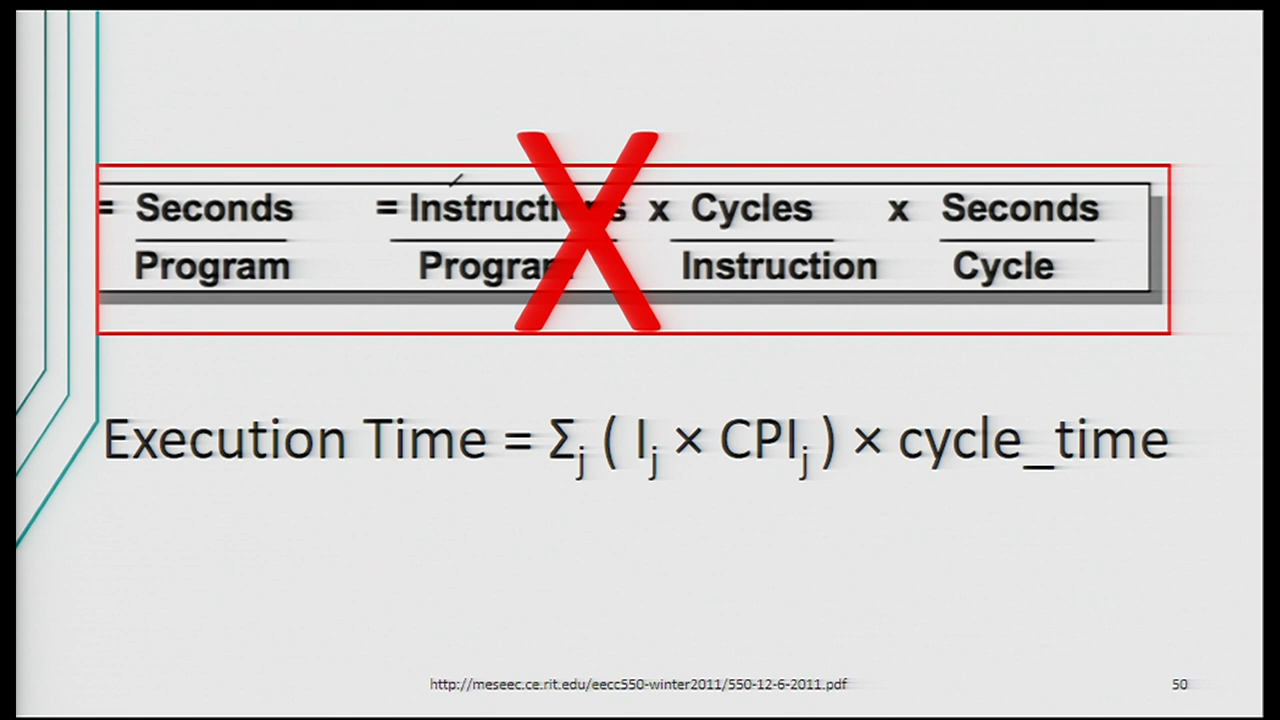 = Seconds = Instructions x Cycles x Seconds
Program Program Instruction Cycle
X
Execution Time = Σj ( Ij × CPIj ) × cycle_time
http://meseec.ce.rit.edu/eecc550-winter2011/550-12-6-2011.pdf
50